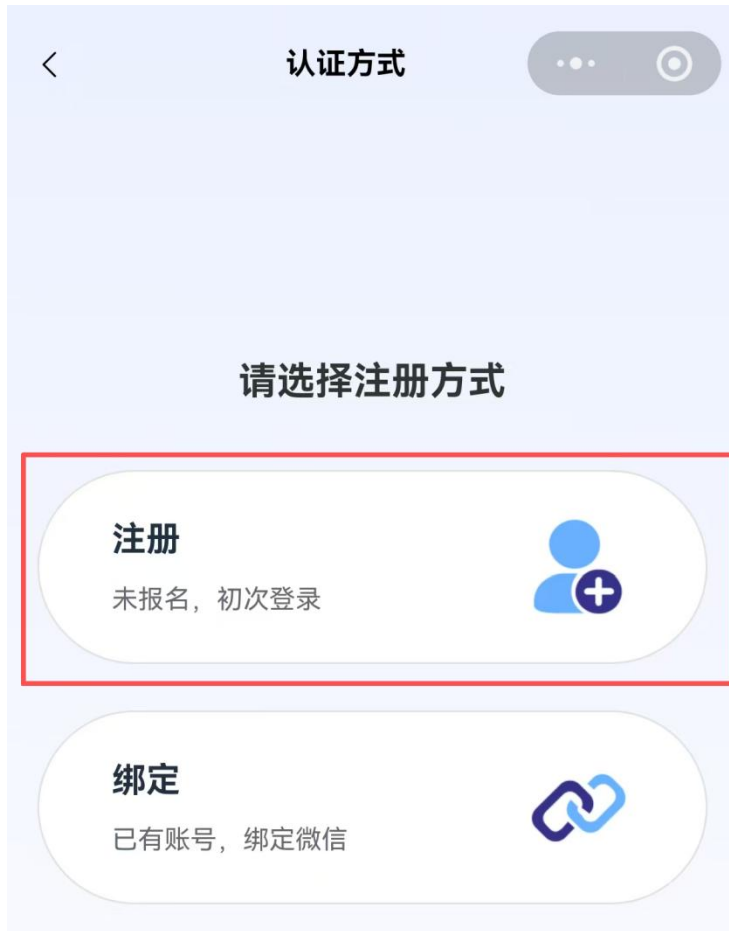 认证方式
请选择注册方式
注册
未报名，初次登录
绑定
已有账号，绑定微信